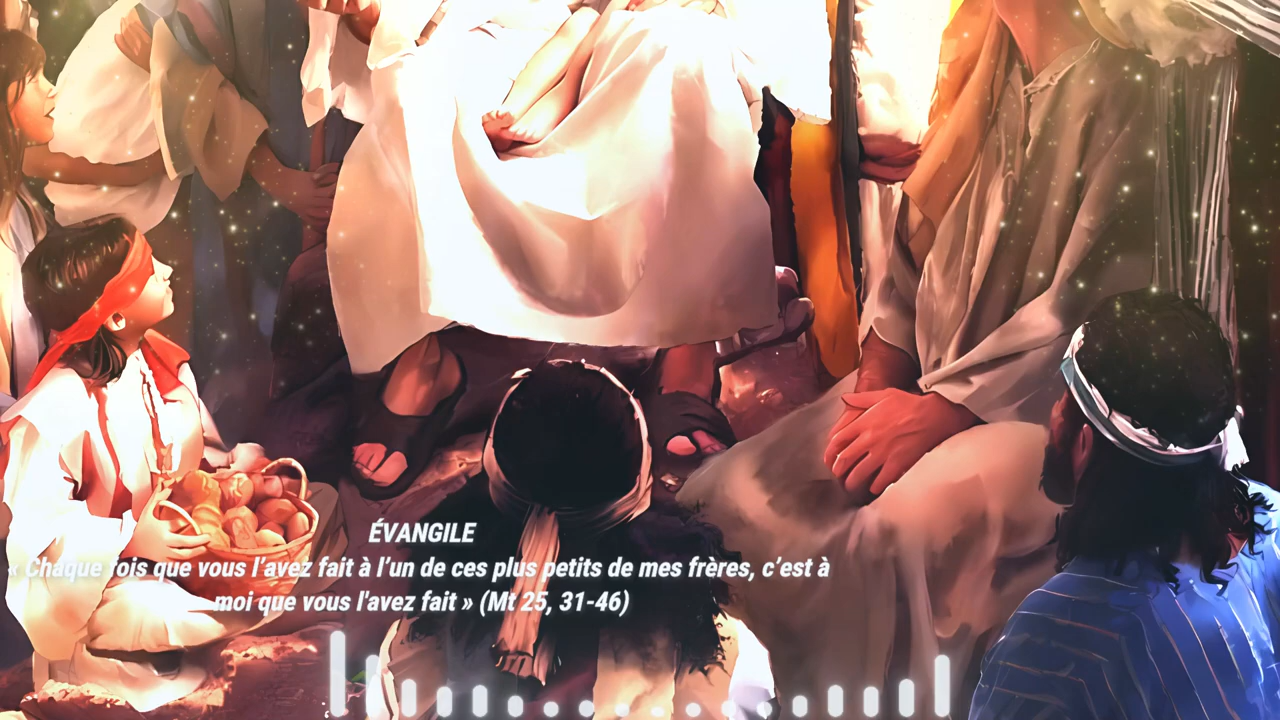 ÉVANGILE
« Chaque fois que vous l’avez fait à l’un de ces plus petits de mes frères, c’est à
moi que vous l'avez fait » (Mt 25, 31-46)